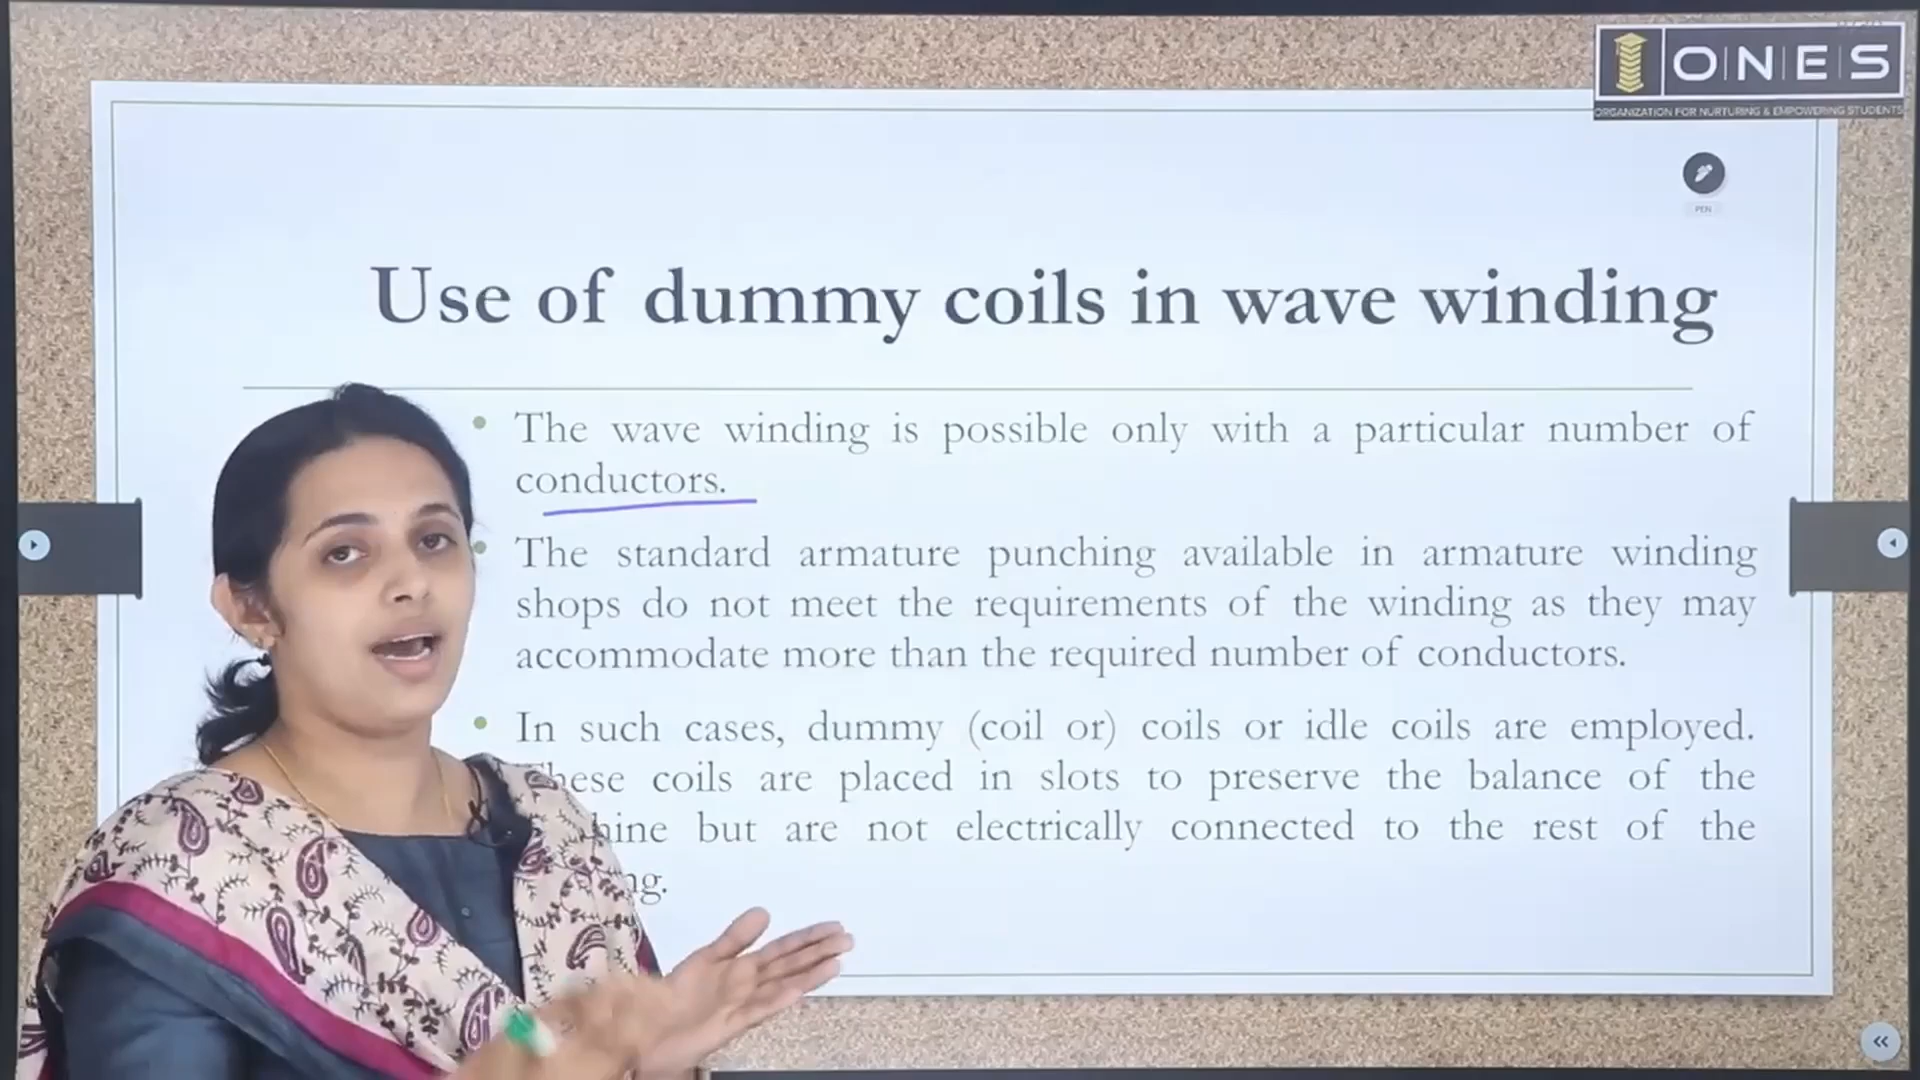 O|N|E|S
ORGANIZATION FOR NURTURING & EMPOWERING STUDENTS
PEN
Use of dummy coils in wave winding
• The wave winding is possible only with a particular number of
conductors.
• The standard armature punching available in armature winding
shops do not meet the requirements of the winding as they may
accommodate more than the required number of conductors.
• In such cases, dummy (coil or) coils or idle coils are employed.
coils are placed in slots to preserve the balance of the
but are not electrically connected to the rest of the